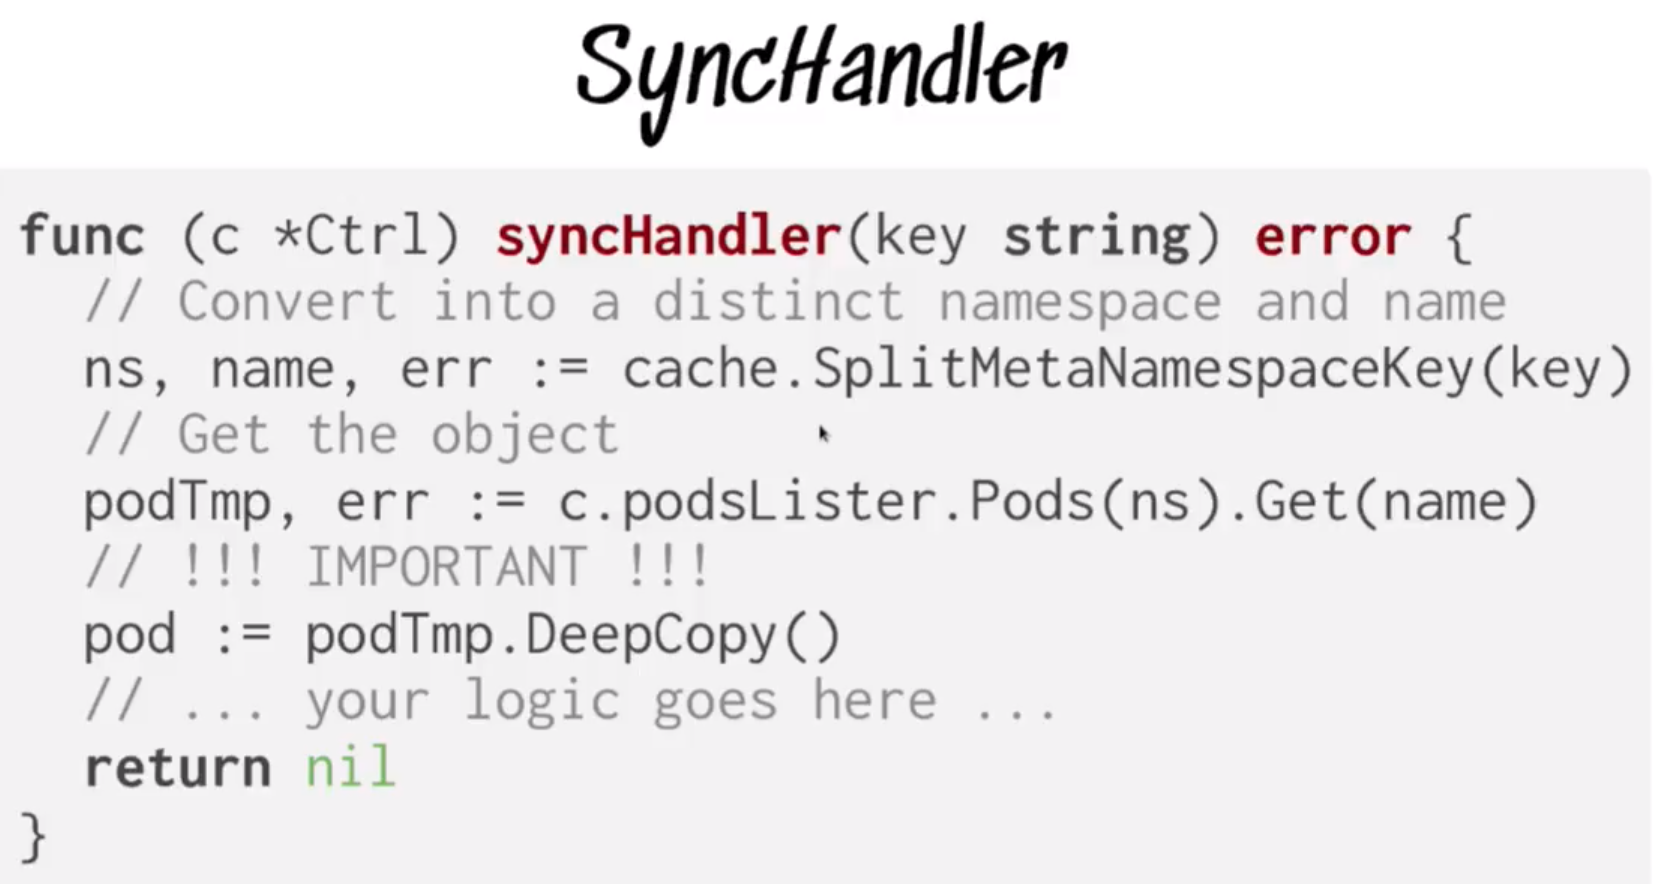 SyncHandler
func (c *Ctrl) syncHandler(key string) error {
// Convert into a distinct namespace and name
ns, name, err := cache.SplitMetaNamespaceKey(key)
// Get the object
podTmp, err := c.podsLister.Pods(ns).Get(name)
// !!! IMPORTANT !!!
pod := podTmp.DeepCopy()
// ... your logic goes here ...
return nil
}